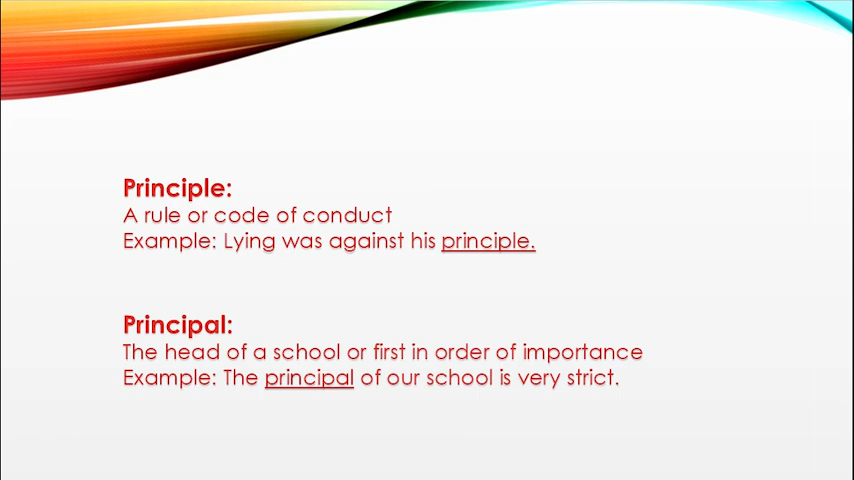 Principle:
A rule or code of conduct
Example: Lying was against his principle.
Principal:
The head of a school or first in order of importance
Example: The principal of our school is very strict.